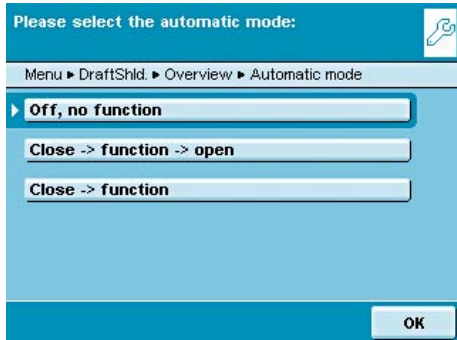 Please select the automatic mode:
Menu ▸ DraftShld. ▸ Overview ▸ Automatic mode
Off, no function
Close -> function -> open
Close -> function
OK